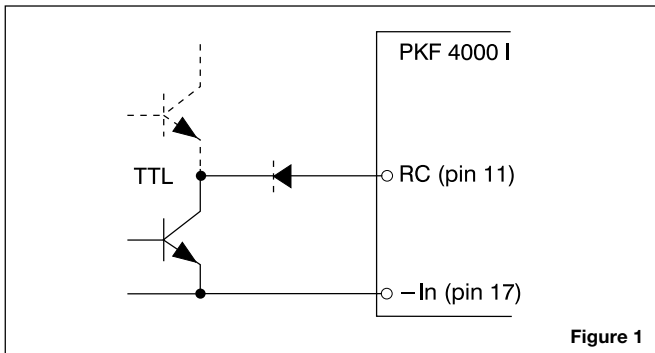 PKF 4000 I
TTL
RC (pin 11)
–In (pin 17)
Figure 1